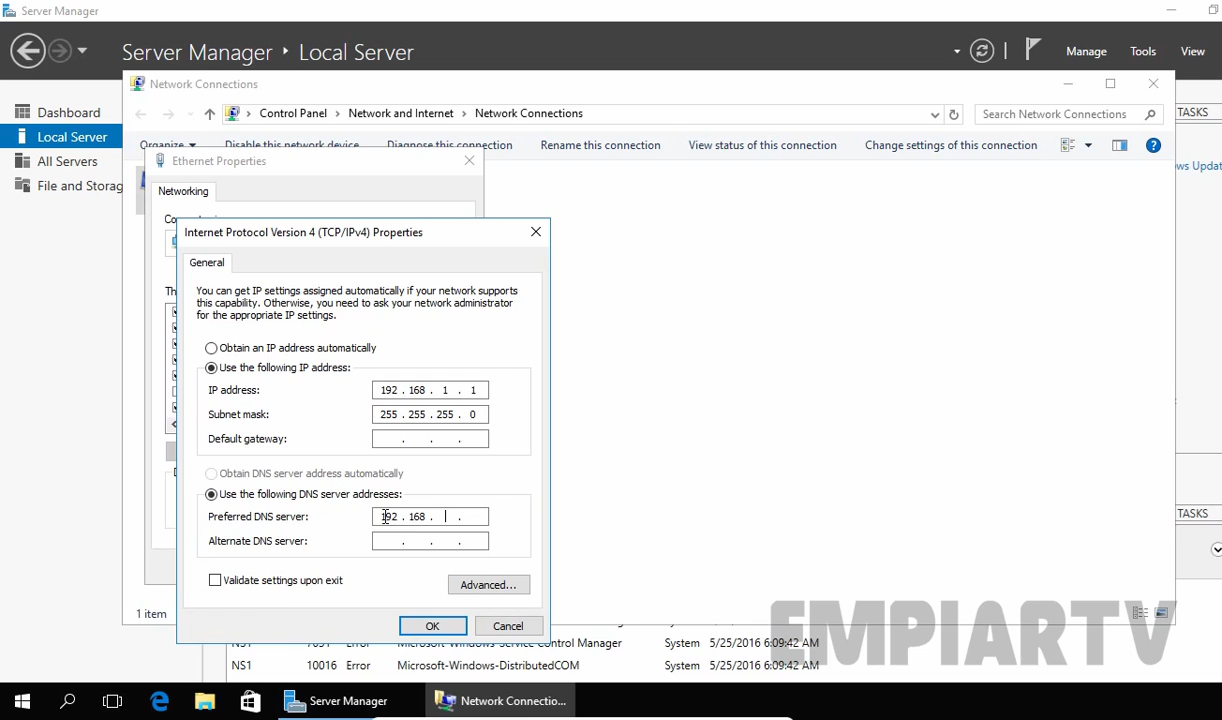 Server Manager
Server Manager ‣ Local Server
Manage Tools View
Network Connections
Dashboard
Local Server
All Servers
File and Storag
Control Panel > Network and Internet > Network Connections
Search Network Connections
TASKS
Organize Disable this network device Diagnose this connection Rename this connection View status of this connection Change settings of this connection
Ethernet Properties
ws Updat
Networking
Internet Protocol Version 4 (TCP/IPv4) Properties
General
You can get IP settings assigned automatically if your network supports
this capability. Otherwise, you need to ask your network administrator
for the appropriate IP settings.
Th
Obtain an IP address automatically
Use the following IP address:
IP address: 192 . 168 . 1 . 1
Subnet mask: 255 . 255 . 255 . 0
Default gateway: . . .
Obtain DNS server address automatically
Use the following DNS server addresses:
Preferred DNS server: 192 . 168 . .
Alternate DNS server: . . .
TASKS
Validate settings upon exit
Advanced...
1 item
OK Cancel
EMPIARTV
Microsoft-Windows-Service Control Manager System 5/25/2016 6:09:42 AM
NS1 10016 Error Microsoft-Windows-DistributedCOM System 5/25/2016 6:09:42 AM
Server Manager
Network Connectio...